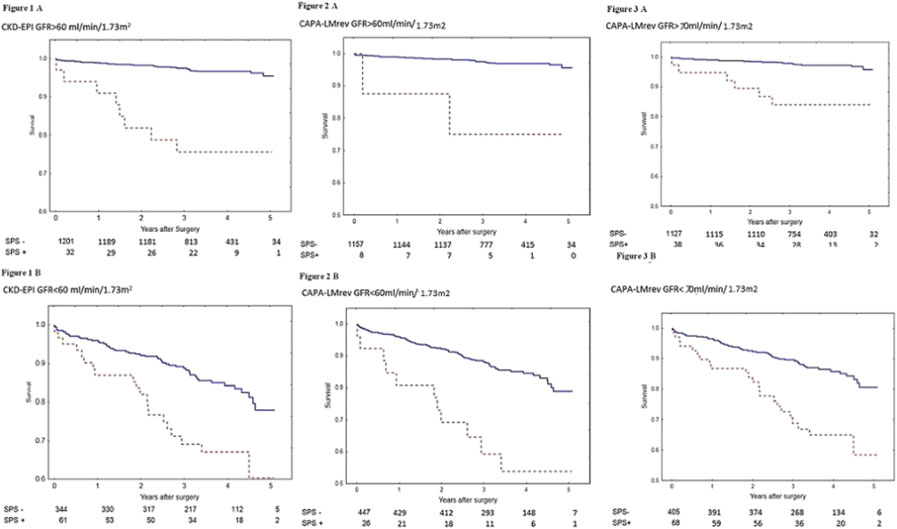 Figure 1 A
CKD-EPI GFR>60 ml/min/1.73m²
1.0
0.9
0.8
0.7
0.6
Survival
0 1 2 3 4 5
Years after Surgery
SPS - 1201 1189 1181 813 431 34
SPS + 32 29 26 22 9 1
Figure 2 A
CAPA-LMrev GFR>60ml/min/ 1.73m2
1.0
0.9
0.8
0.7
0.6
0.5
Survival
0 1 2 3 4 5
Years after Surgery
SPS- 1157 1144 1137 777 415 34
SPS+ 8 7 7 5 1 0
Figure 3 A
CAPA-LMrev GFR>70ml/min/ 1.73m2
1.0
0.9
0.8
0.7
0.6
0.5
Survival
0 1 2 3 4 5
Years after Surgery
SPS - 1127 1115 1110 754 403 32
SPS+ 38 36 34 28 13 2
Figure 1 B
CKD-EPI GFR<60 ml/min/1.73m²
1.0
0.9
0.8
0.7
0.6
Survival
0 1 2 3 4 5
Years after surgery
SPS - 344 330 317 217 112 5
SPS + 61 53 50 34 18 2
Figure 2 B
CAPA-LMrev GFR<60ml/min/ 1.73m2
1.0
0.9
0.8
0.7
0.6
0.5
Survival
0 1 2 3 4 5
Years after surgery
SPS- 447 429 412 293 148 7
SPS+ 26 21 18 11 6 1
Figure 3 B
CAPA-LMrev GFR< 70ml/min/ 1.73m2
1.0
0.9
0.8
0.7
0.6
0.5
Survival
0 1 2 3 4 5
Years after surgery
SPS - 405 391 374 268 134 6
SPS+ 68 59 56 36 20 2